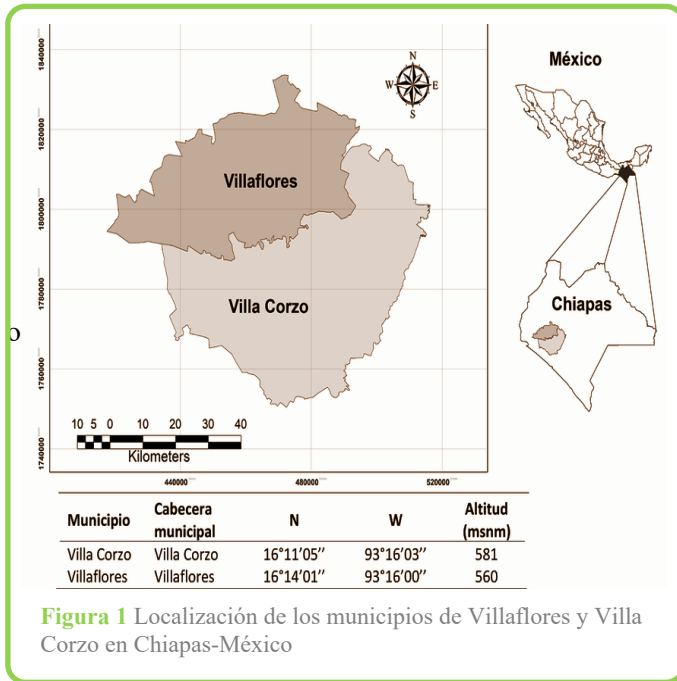 México
N
W E
S
1840000
1820000
1800000
1780000
1760000
1740000
Villaflores
Villa Corzo
Chiapas
o
10 5 0 10 20 30 40
Kilometers
440000 480000 520000
Municipio Cabecera municipal N W Altitud (msnm)
Villa Corzo Villa Corzo 16°11’05’’ 93°16’03’’ 581
Villaflores Villaflores 16°14’01’’ 93°16’00’’ 560
Figura 1 Localización de los municipios de Villaflores y Villa
Corzo en Chiapas-México